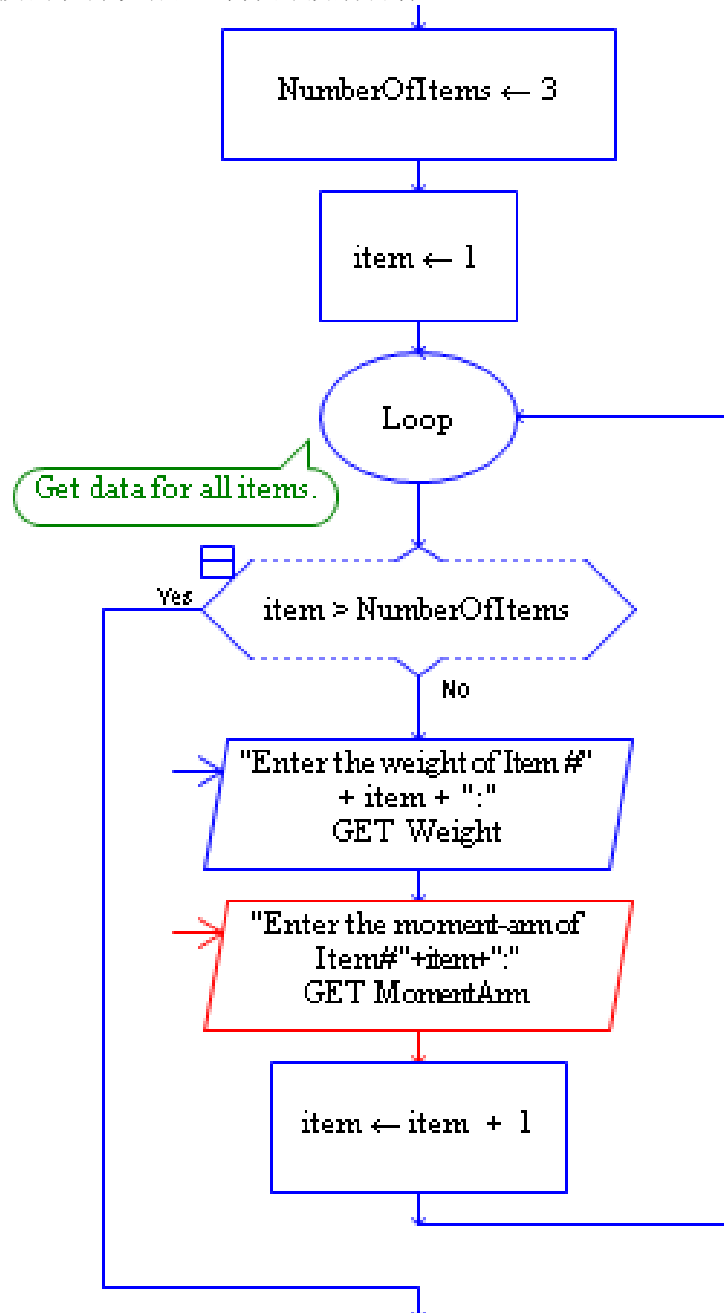 NumberOfItems ← 3
item ← 1
Loop
Get data for all items.
Yes
item > NumberOfItems
No
"Enter the weight of Item #"
+ item + ":"
GET Weight
"Enter the moment-arm of
Item#"+item+":"
GET MomentArm
item ← item + 1